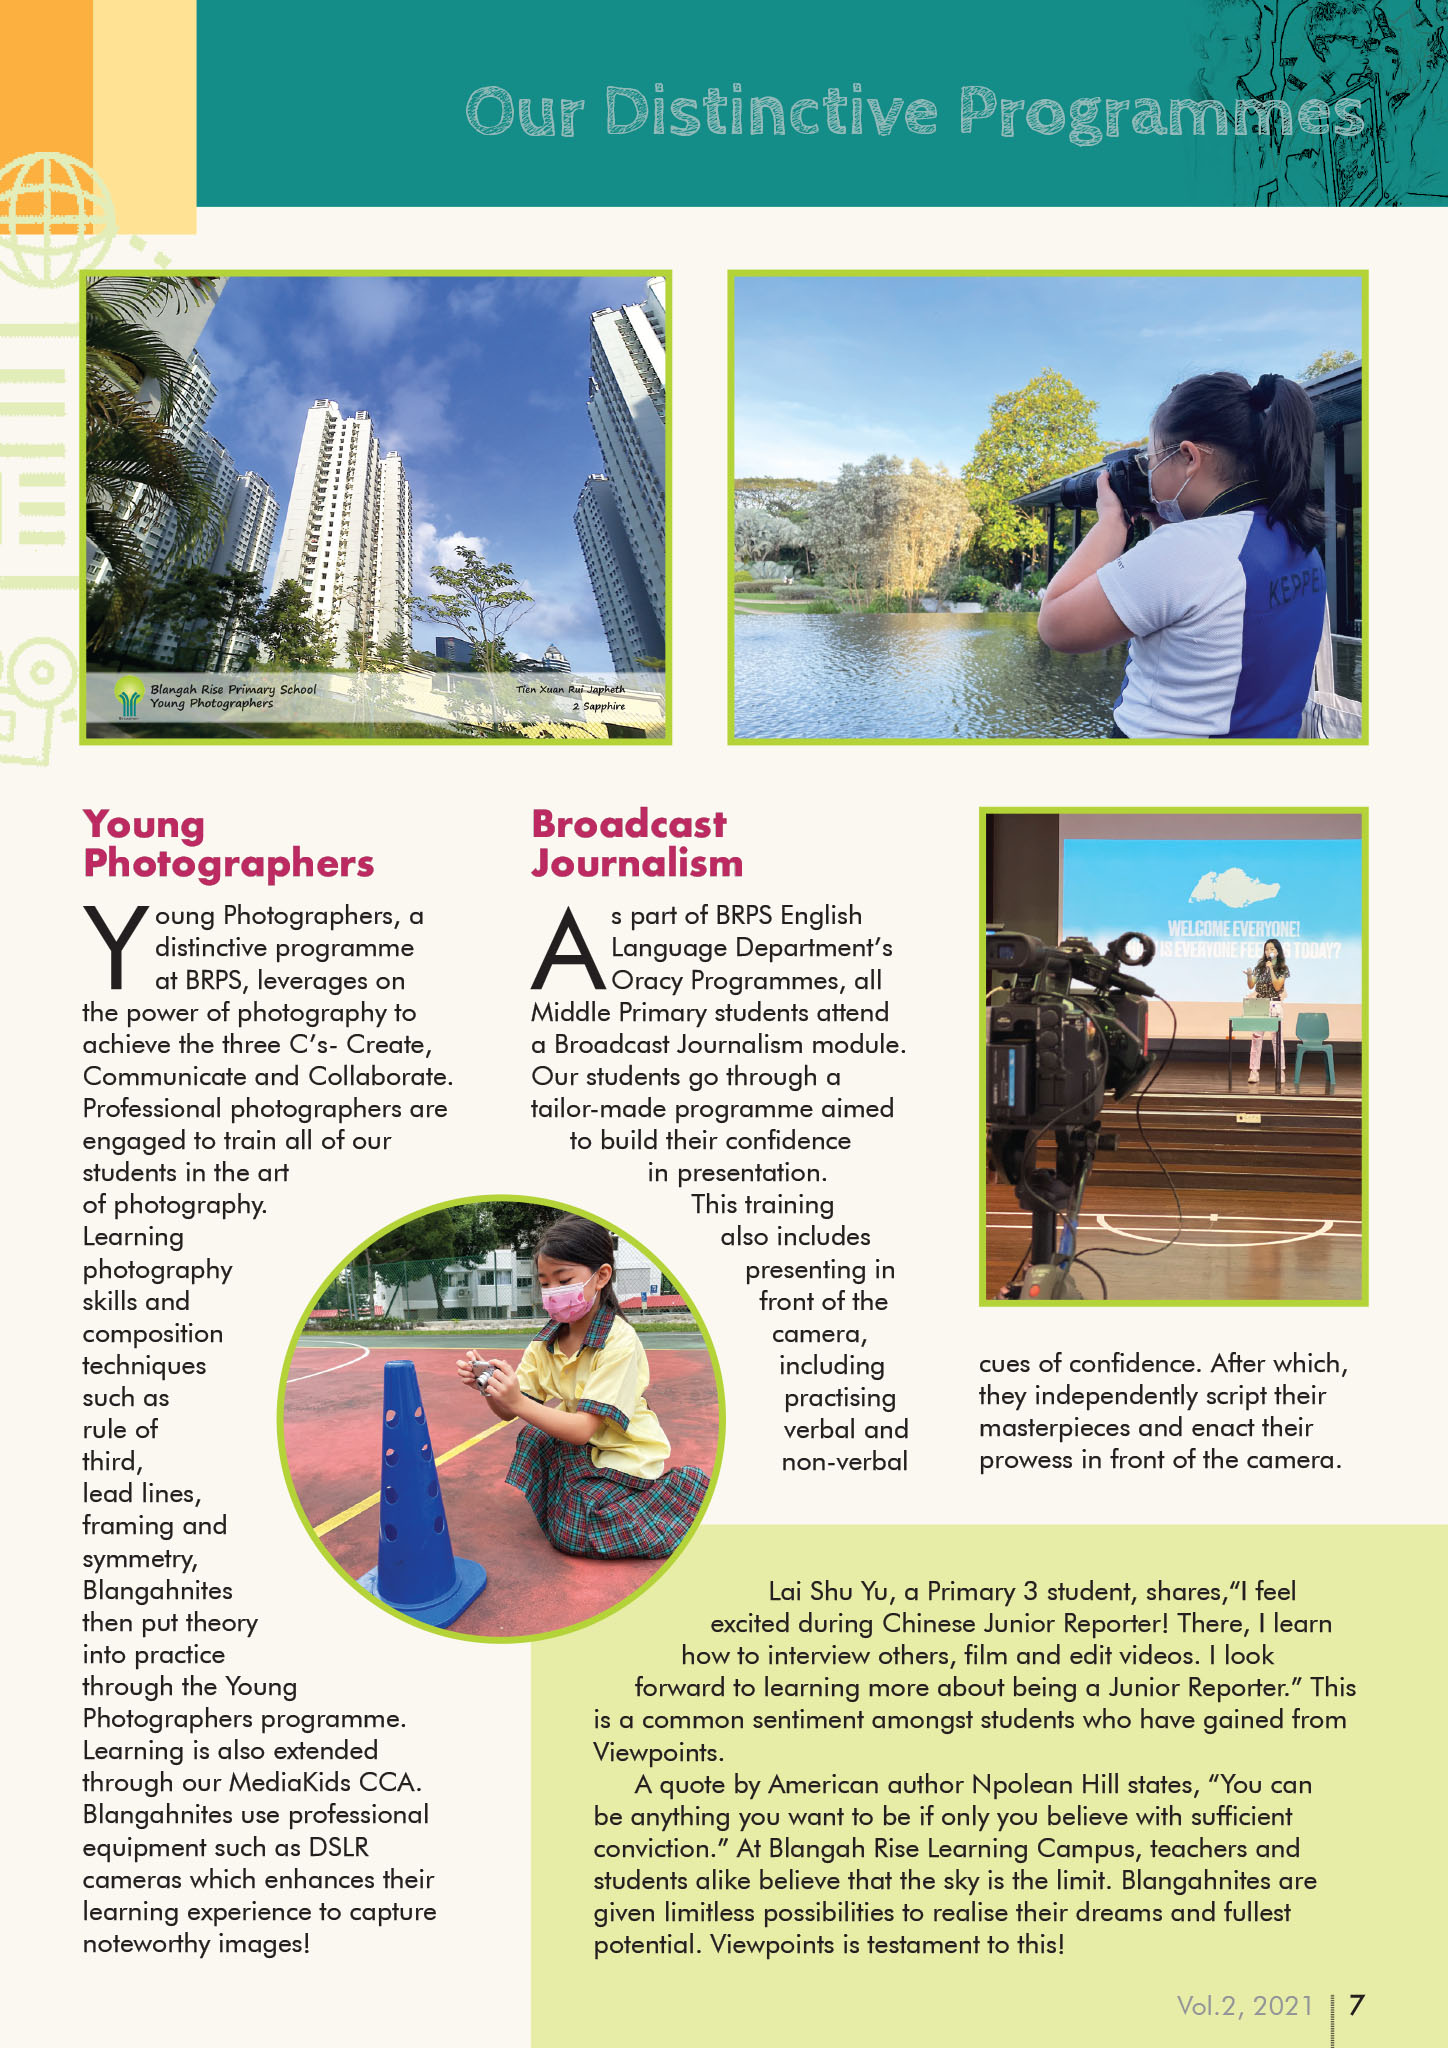 Our Distinctive Programmes
Blangah Rise Primary School
Young Photographers
Tien Xuan Rui Japheth
2 Sapphire
KEPPE
Young
Photographers
Young Photographers, a
distinctive programme
at BRPS, leverages on
the power of photography to
achieve the three C's- Create,
Communicate and Collaborate.
Professional photographers are
engaged to train all of our
students in the art
of photography.
Learning
photography
skills and
composition
techniques
such as
rule of
third,
lead lines,
framing and
symmetry,
Blangahnites
then put theory
into practice
through the Young
Photographers programme.
Learning is also extended
through our MediaKids CCA.
Blangahnites use professional
equipment such as DSLR
cameras which enhances their
learning experience to capture
noteworthy images!
Broadcast
Journalism
As part of BRPS English
Language Department's
Oracy Programmes, all
Middle Primary students attend
a Broadcast Journalism module.
Our students go through a
tailor-made programme aimed
to build their confidence
in presentation.
This training
also includes
presenting in
front of the
camera,
including
practising
verbal and
non-verbal
WELCOME EVERYONE!
IS EVERYONE TODAY?
cues of confidence. After which,
they independently script their
masterpieces and enact their
prowess in front of the camera.
Lai Shu Yu, a Primary 3 student, shares,“I feel
excited during Chinese Junior Reporter! There, I learn
how to interview others, film and edit videos. I look
forward to learning more about being a Junior Reporter.” This
is a common sentiment amongst students who have gained from
Viewpoints.
A quote by American author Npolean Hill states, “You can
be anything you want to be if only you believe with sufficient
conviction.” At Blangah Rise Learning Campus, teachers and
students alike believe that the sky is the limit. Blangahnites are
given limitless possibilities to realise their dreams and fullest
potential. Viewpoints is testament to this!
Vol.2, 2021
7